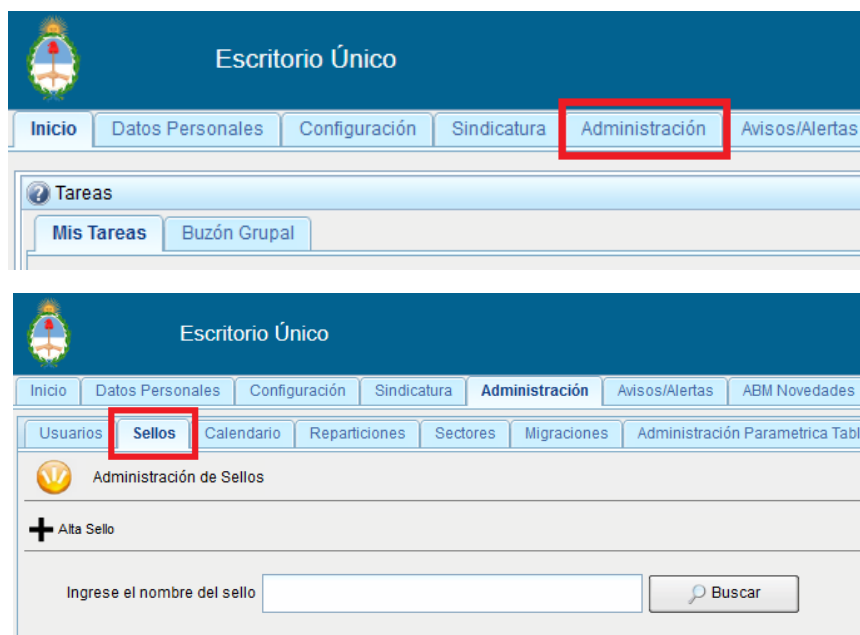 Escritorio Único
Inicio Datos Personales Configuración Sindicatura Administración Avisos/Alertas
Tareas
Mis Tareas Buzón Grupal
Escritorio Único
Inicio Datos Personales Configuración Sindicatura Administración Avisos/Alertas ABM Novedades
Usuarios Sellos Calendario Reparticiones Sectores Migraciones Administración Parametrica Tabl
Administración de Sellos
Alta Sello
Ingrese el nombre del sello Buscar